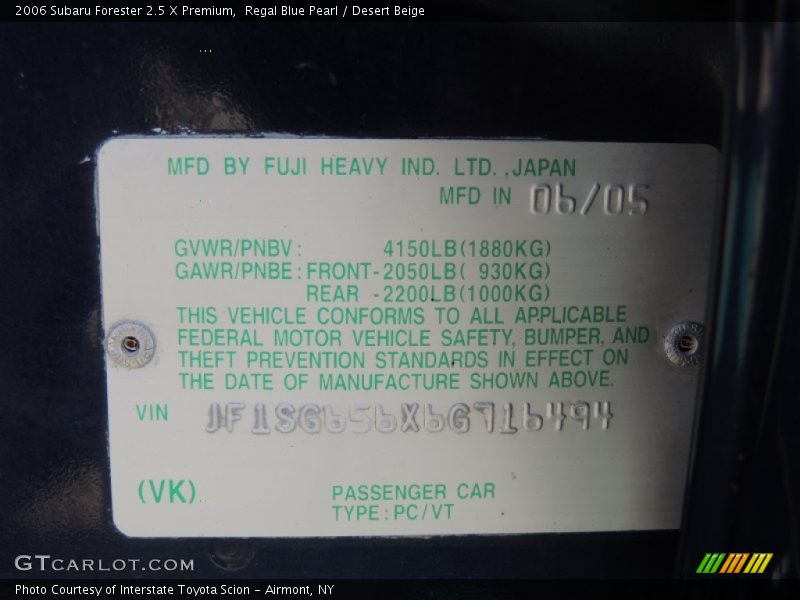 2006 Subaru Forester 2.5 X Premium,  Regal Blue Pearl / Desert Beige
MFD BY FUJI HEAVY IND. LTD. ,JAPAN
MFD IN 06/05
GVWR/PNBV: 4150LB(1880KG)
GAWR/PNBE:FRONT-2050LB( 930KG)
REAR -2200LB(1000KG)
THIS VEHICLE CONFORMS TO ALL APPLICABLE
FEDERAL MOTOR VEHICLE SAFETY, BUMPER, AND
THEFT PREVENTION STANDARDS IN EFFECT ON
THE DATE OF MANUFACTURE SHOWN ABOVE.
VIN JF1SG656X6G716494
(VK) PASSENGER CAR
TYPE:PC/VT
GTCARLOT.COM
Photo Courtesy of Interstate Toyota Scion - Airmont, NY